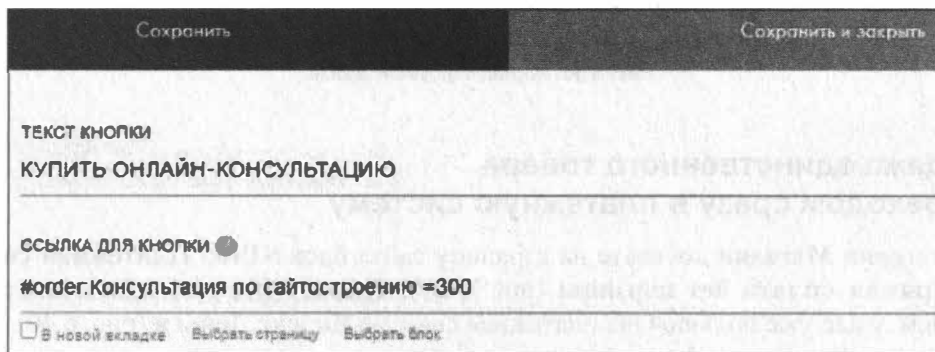 Сохранить
Сохранить и закрыть
ТЕКСТ КНОПКИ
КУПИТЬ ОНЛАЙН-КОНСУЛЬТАЦИЮ
ССЫЛКА ДЛЯ КНОПКИ
#order:Консультация по сайтостроению =300
В новой вкладке Выбрать страницу Выбрать блок